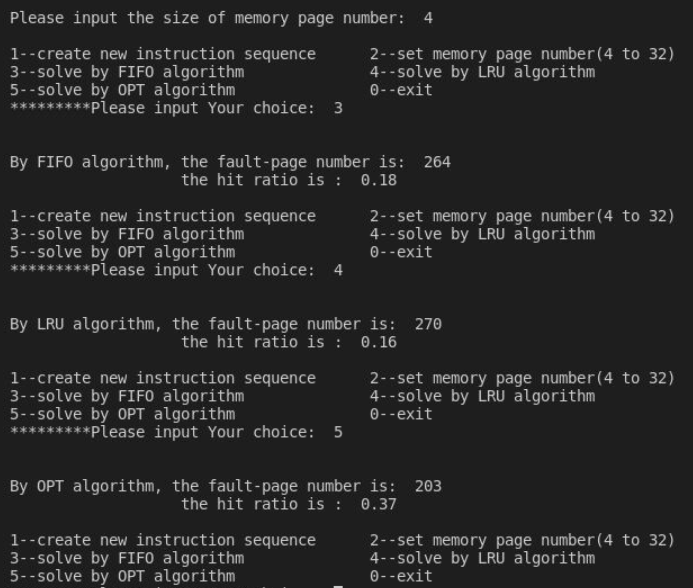 Please input the size of memory page number:  4
1--create new instruction sequence      2--set memory page number(4 to 32)
3--solve by FIFO algorithm              4--solve by LRU algorithm
5--solve by OPT algorithm               0--exit
*********Please input Your choice:  3
By FIFO algorithm, the fault-page number is:  264
                   the hit ratio is :  0.18
1--create new instruction sequence      2--set memory page number(4 to 32)
3--solve by FIFO algorithm              4--solve by LRU algorithm
5--solve by OPT algorithm               0--exit
*********Please input Your choice:  4
By LRU algorithm, the fault-page number is:  270
                   the hit ratio is :  0.16
1--create new instruction sequence      2--set memory page number(4 to 32)
3--solve by FIFO algorithm              4--solve by LRU algorithm
5--solve by OPT algorithm               0--exit
*********Please input Your choice:  5
By OPT algorithm, the fault-page number is:  203
                   the hit ratio is :  0.37
1--create new instruction sequence      2--set memory page number(4 to 32)
3--solve by FIFO algorithm              4--solve by LRU algorithm
5--solve by OPT algorithm               0--exit